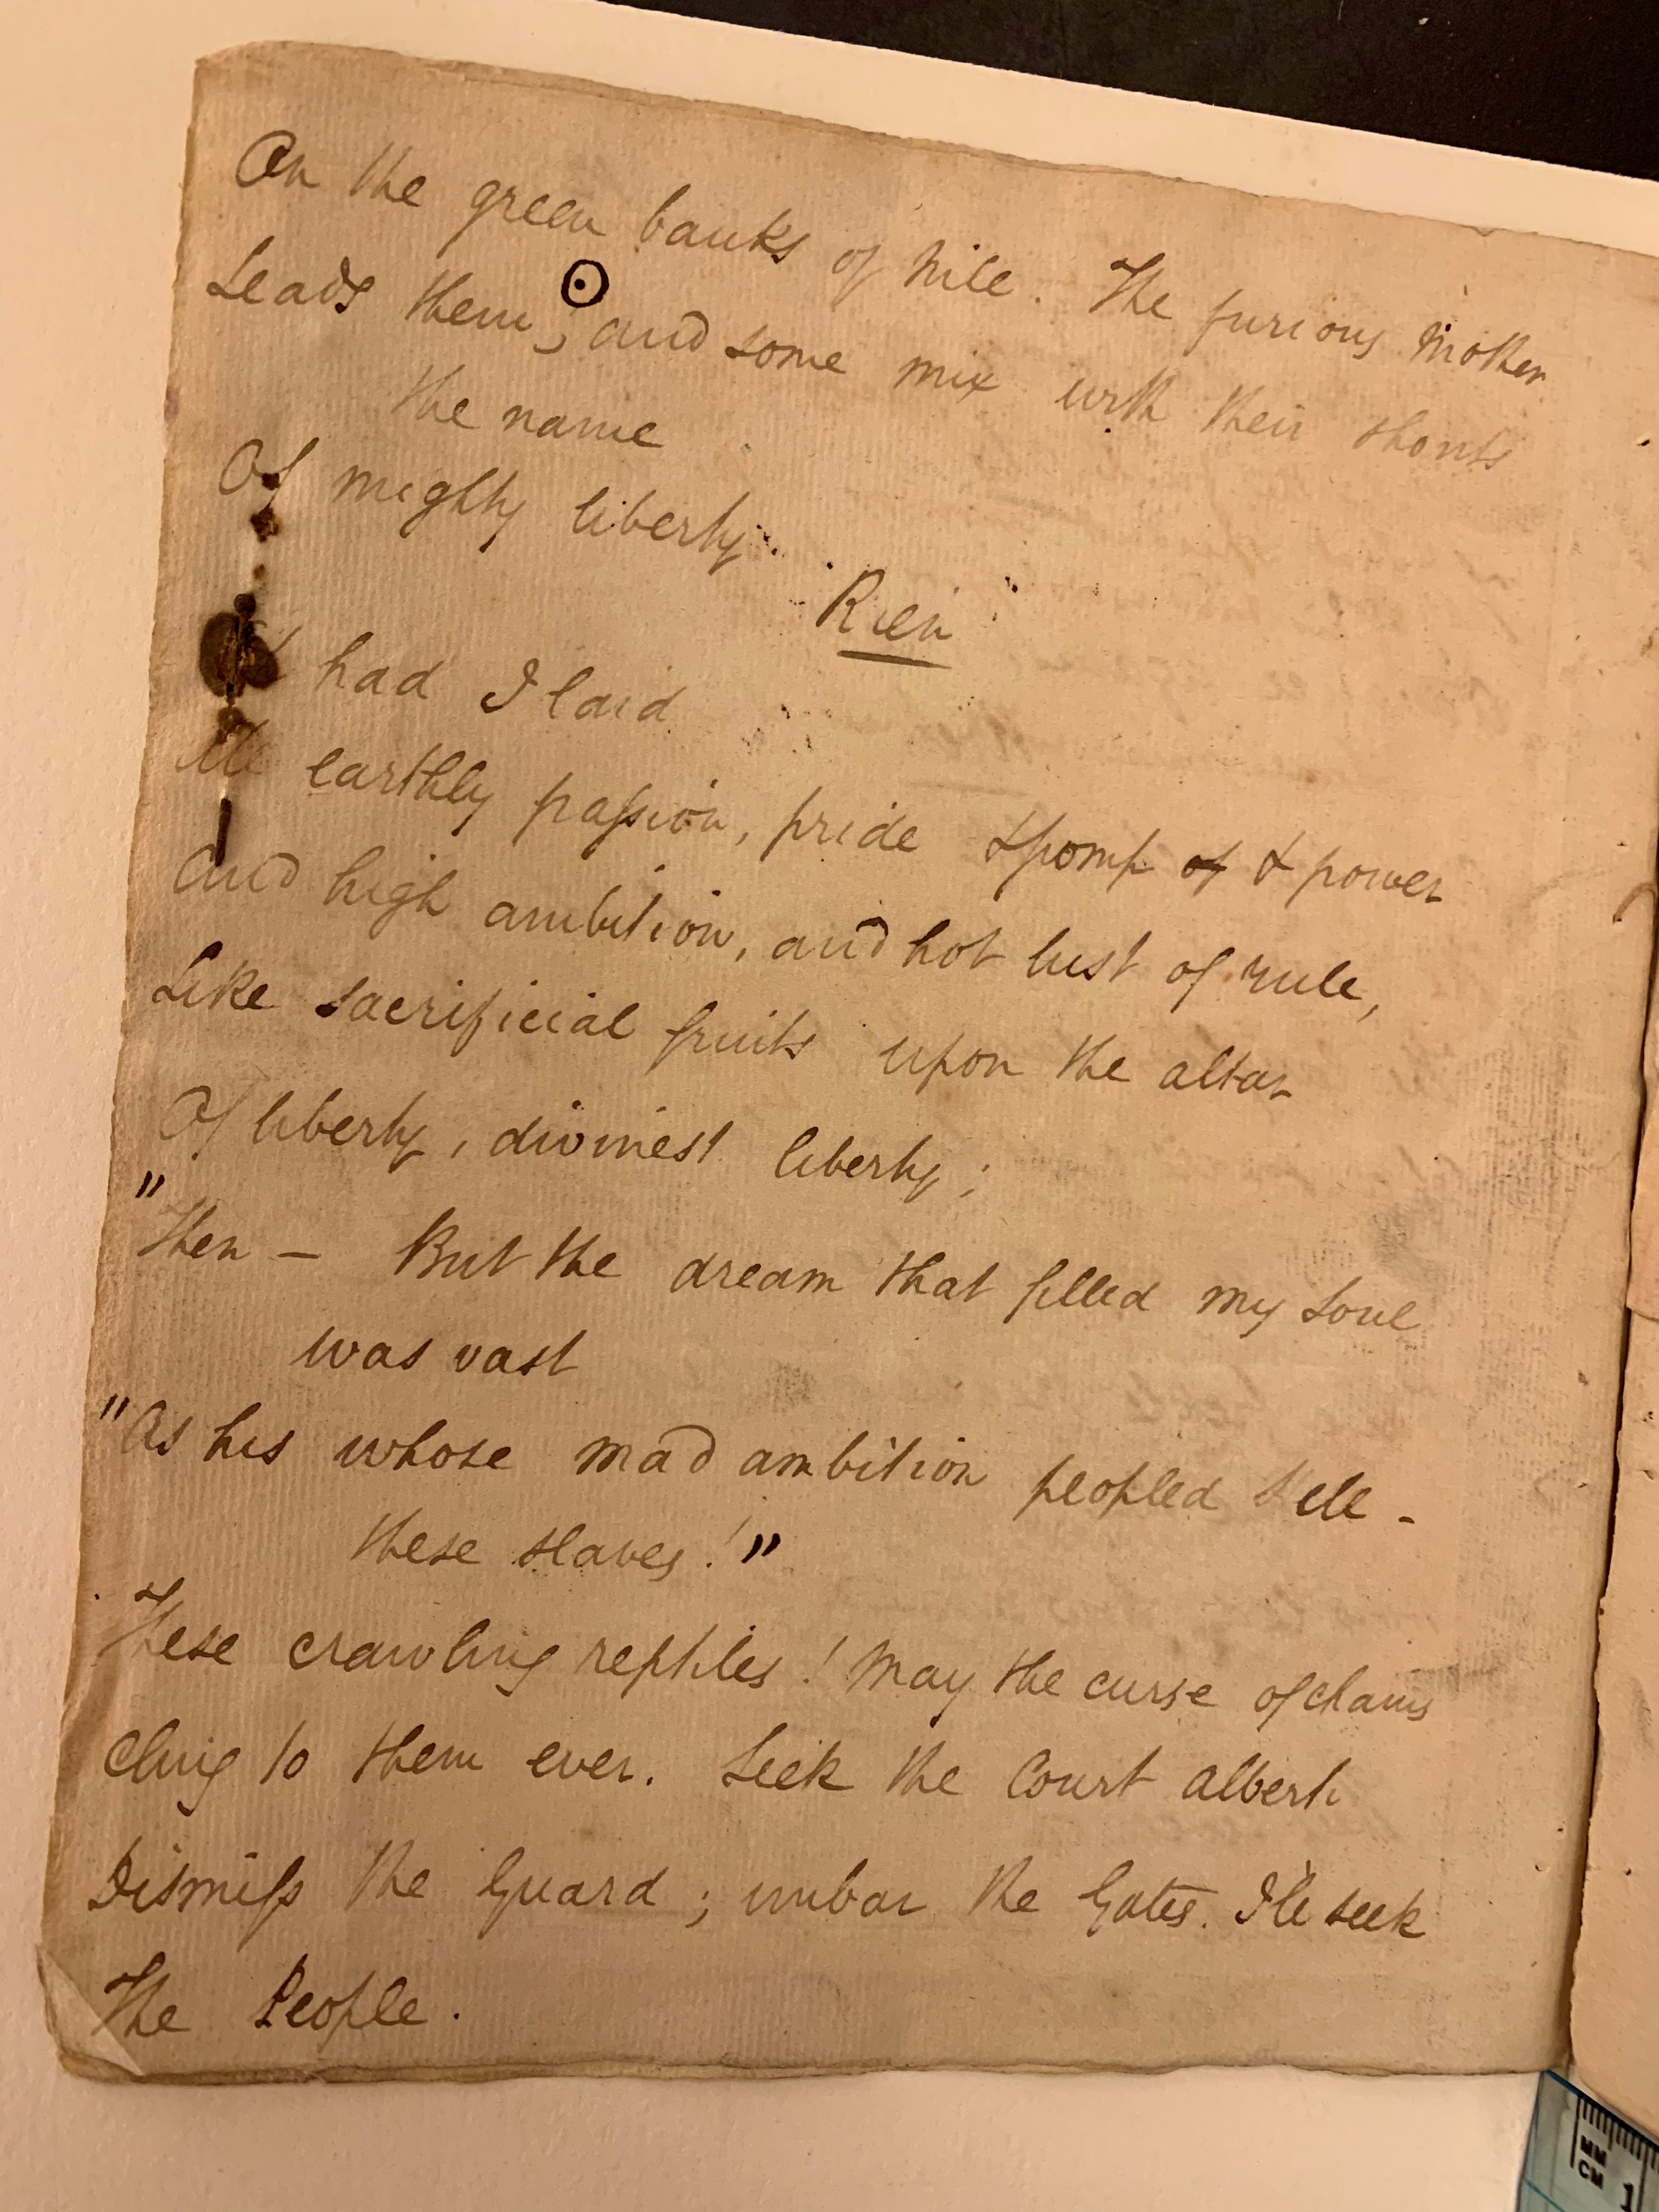 On the green banks of Nile. The furious Mother
Leads them; and some mix with their shouts
the name
Of mighty liberty.
Rien
had I laid
All earthly passion, pride & pomp of & power
And high ambition, and hot lust of rule,
Like sacrificial fruits upon the altar
Of liberty, divinest liberty;
"Then — But the dream that filled my soul
was vast
"As his whose mad ambition peopled
these slaves!"
These crawling reptiles! May the curse of chains
Cling to them ever. Seek the Court Alberti
Dismiss the Guard; unbar the Gates. I'le seek
The People.
MM
CM 1